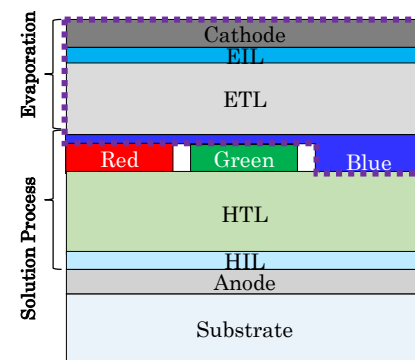 Evaporation
Solution Process
Cathode
EIL
ETL
Red Green Blue
HTL
HIL
Anode
Substrate